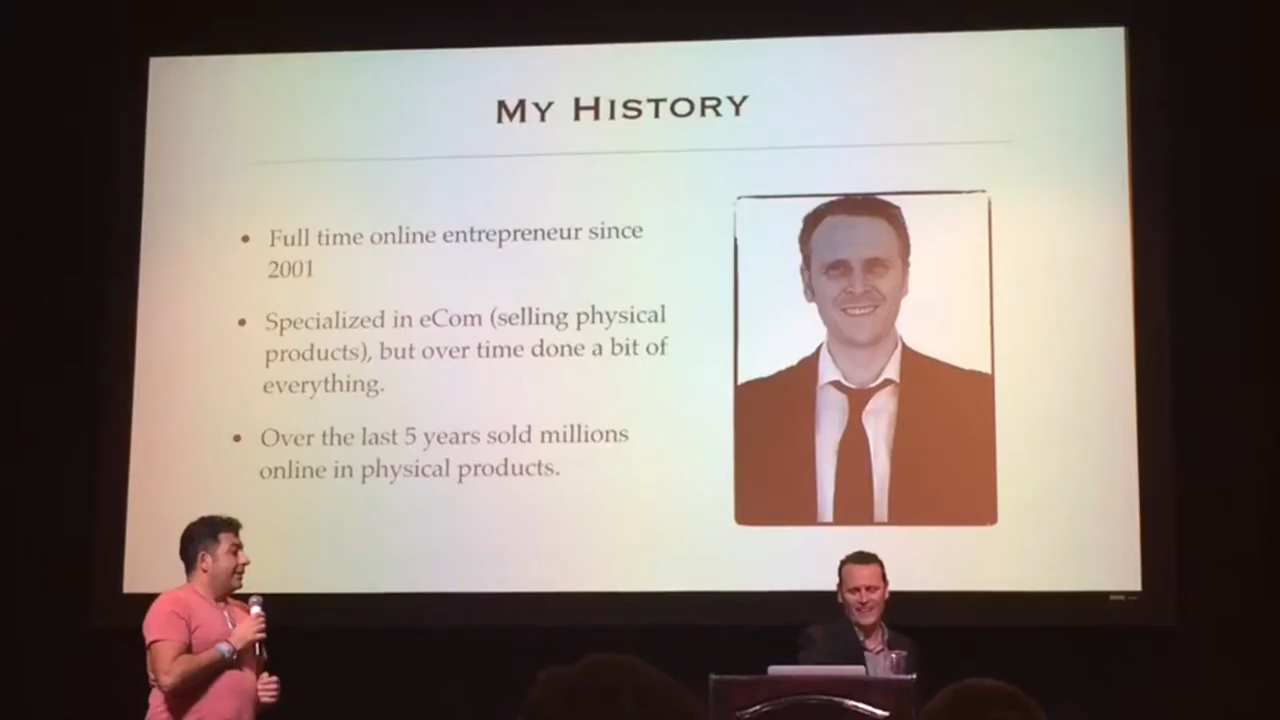 MY HISTORY
• Full time online entrepreneur since
2001
• Specialized in eCom (selling physical
products), but over time done a bit of
everything.
• Over the last 5 years sold millions
online in physical products.